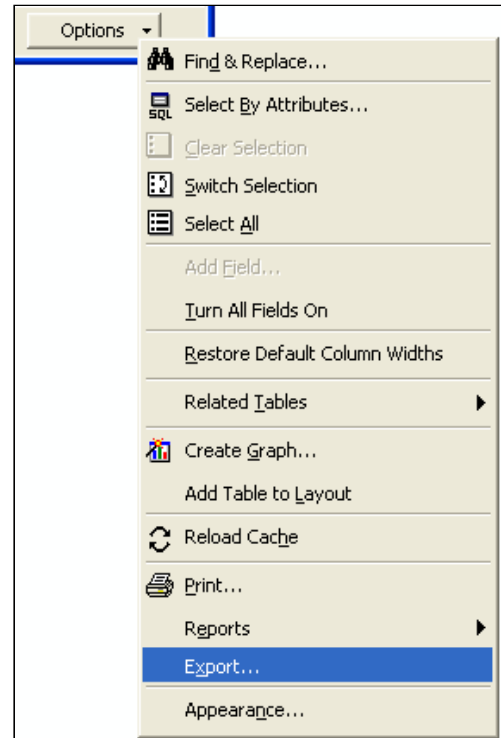 Options
Find & Replace...
SQL Select By Attributes...
Clear Selection
Switch Selection
Select All
Add Field...
Turn All Fields On
Restore Default Column Widths
Related Tables
Create Graph...
Add Table to Layout
Reload Cache
Print...
Reports
Export...
Appearance...